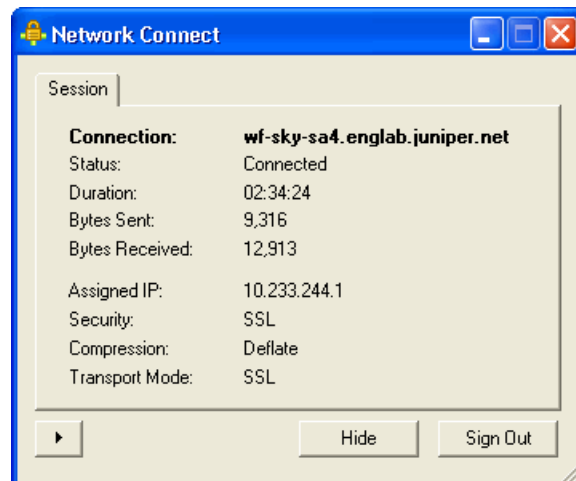 Network Connect
Session
Connection: wf-sky-sa4.englab.juniper.net
Status: Connected
Duration: 02:34:24
Bytes Sent: 9,316
Bytes Received: 12,913
Assigned IP: 10.233.244.1
Security: SSL
Compression: Deflate
Transport Mode: SSL
Hide Sign Out